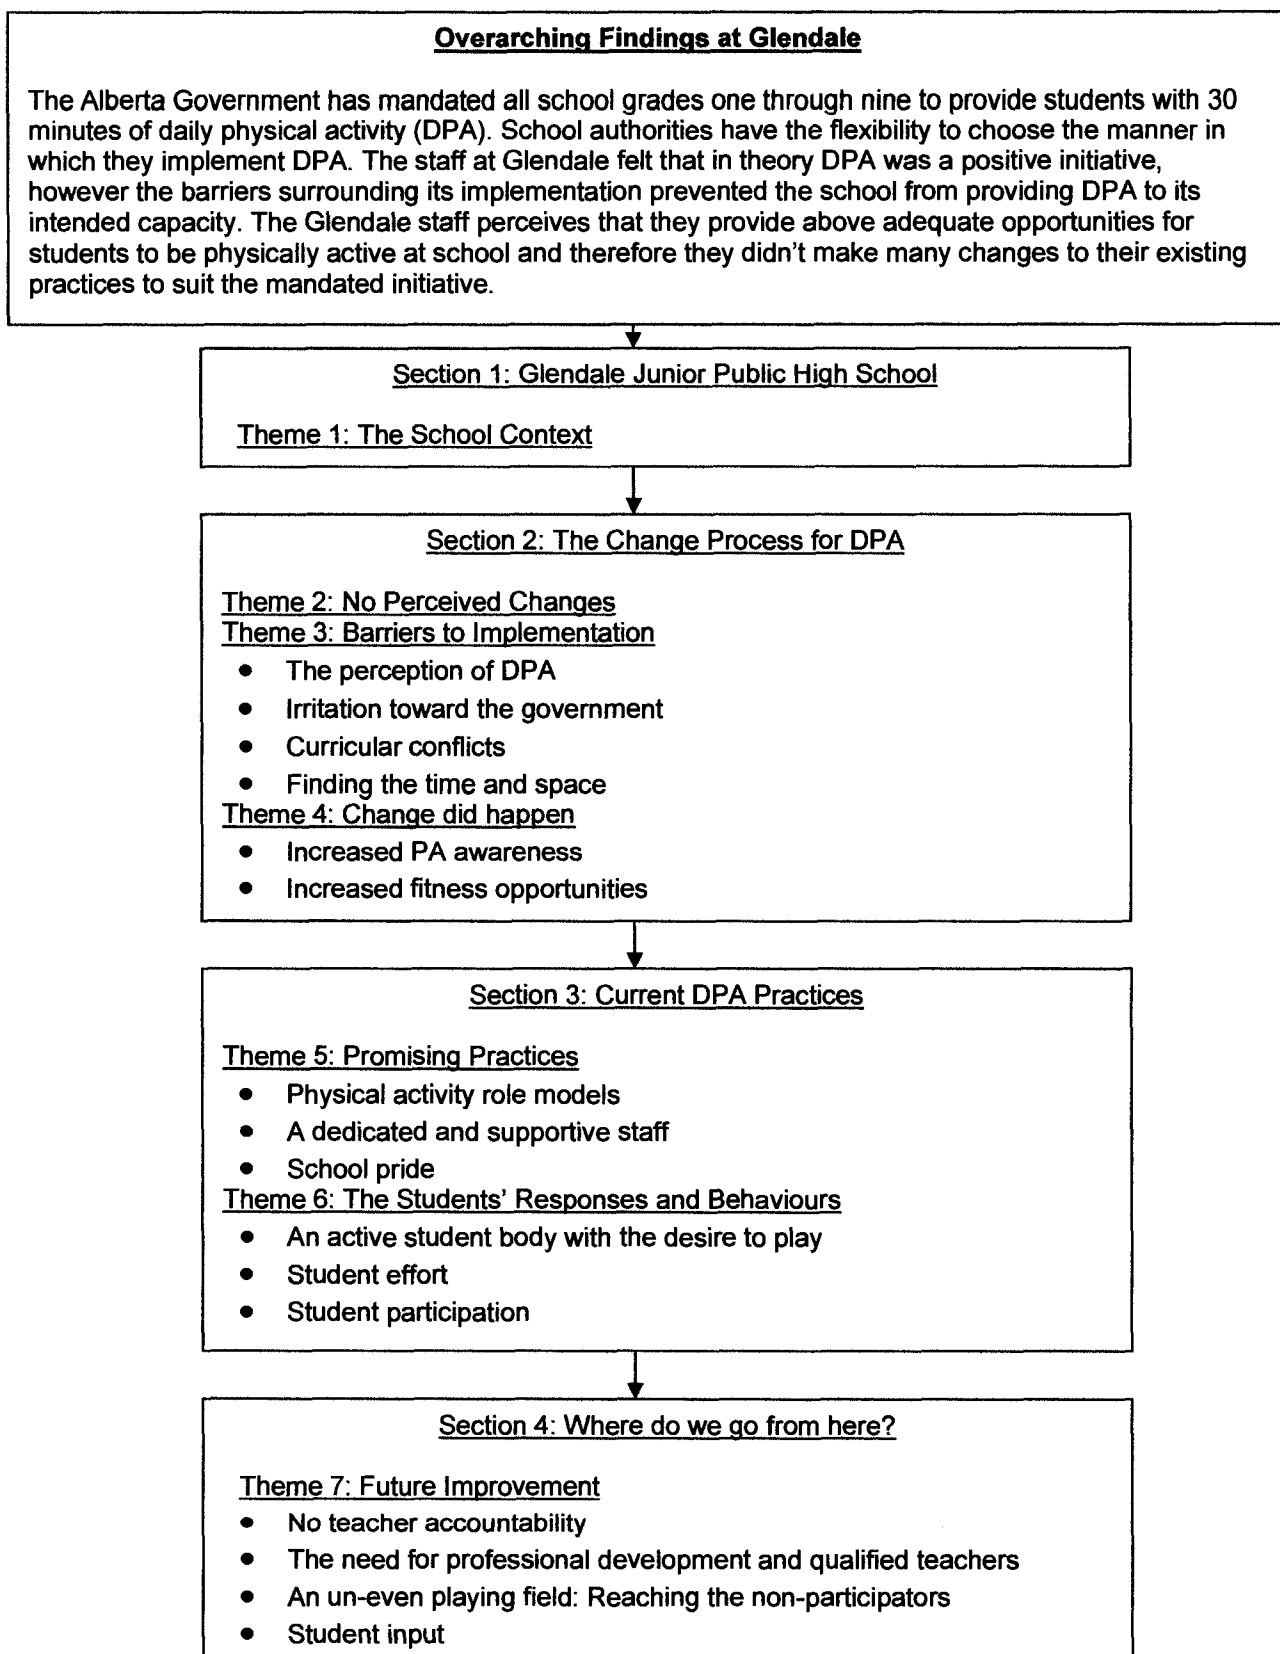 Overarching Findings at Glendale
The Alberta Government has mandated all school grades one through nine to provide students with 30
minutes of daily physical activity (DPA). School authorities have the flexibility to choose the manner in
which they implement DPA. The staff at Glendale felt that in theory DPA was a positive initiative,
however the barriers surrounding its implementation prevented the school from providing DPA to its
intended capacity. The Glendale staff perceives that they provide above adequate opportunities for
students to be physically active at school and therefore they didn't make many changes to their existing
practices to suit the mandated initiative.
Section 1: Glendale Junior Public High School
Theme 1: The School Context
Section 2: The Change Process for DPA
Theme 2: No Perceived Changes
Theme 3: Barriers to Implementation
• The perception of DPA
• Irritation toward the government
• Curricular conflicts
• Finding the time and space
Theme 4: Change did happen
• Increased PA awareness
• Increased fitness opportunities
Section 3: Current DPA Practices
Theme 5: Promising Practices
• Physical activity role models
• A dedicated and supportive staff
• School pride
Theme 6: The Students' Responses and Behaviours
• An active student body with the desire to play
• Student effort
• Student participation
Section 4: Where do we go from here?
Theme 7: Future Improvement
• No teacher accountability
• The need for professional development and qualified teachers
• An un-even playing field: Reaching the non-participators
• Student input